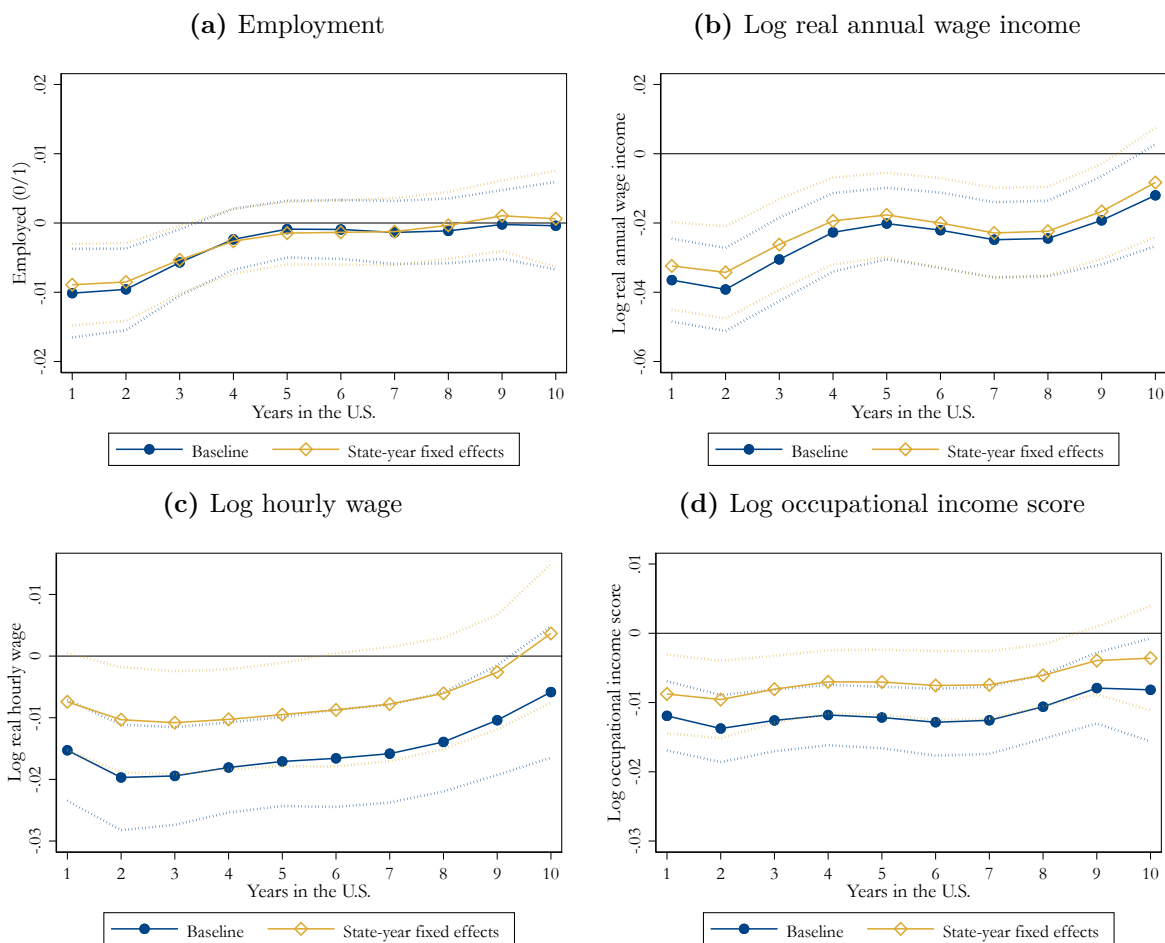 (a) Employment
Employed (0/1)
.02
.01
0
-.01
-.02
1 2 3 4 5 6 7 8 9 10
Years in the U.S.
Baseline State-year fixed effects
(b) Log real annual wage income
Log real annual wage income
.02
0
-.02
-.04
-.06
1 2 3 4 5 6 7 8 9 10
Years in the U.S.
Baseline State-year fixed effects
(c) Log hourly wage
Log real hourly wage
.01
0
-.01
-.02
-.03
1 2 3 4 5 6 7 8 9 10
Years in the U.S.
Baseline State-year fixed effects
(d) Log occupational income score
Log occupational income score
.01
0
-.01
-.02
-.03
1 2 3 4 5 6 7 8 9 10
Years in the U.S.
Baseline State-year fixed effects